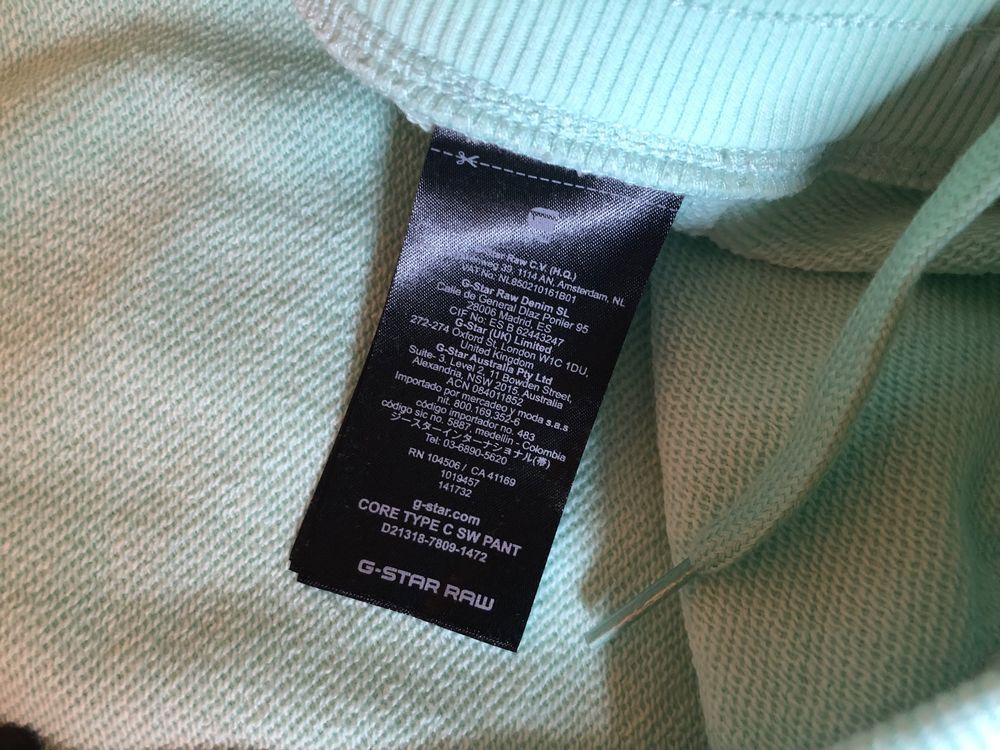 Star Raw C.V. (H.Q.)
39, 1114 AN, Amsterdam, NL
VAT No: NL850210161B01
G-Star Raw Denim SL
Calle de General Diaz Porlier 95
28006 Madrid, ES
CIF No: ES B 62443247
G-Star (UK) Limited
272-274 Oxford St, London W1C 1DU,
United Kingdom
G-Star Australia Pty Ltd
Suite- 3, Level 2, 11 Bowden Street,
Alexandria, NSW 2015, Australia
ACN 084011852
Importado por mercadeo y moda s.a.s
nit. 800.169.352-6
código importador no. 483
código sic no. 5887, medellin - Colombia
ジースターインターナショナル(帯)
Tel: 03-6890-5620
RN 104506 / CA 41169
1019457
141732
g-star.com
CORE TYPE C SW PANT
D21318-7809-1472
G-STAR RAW